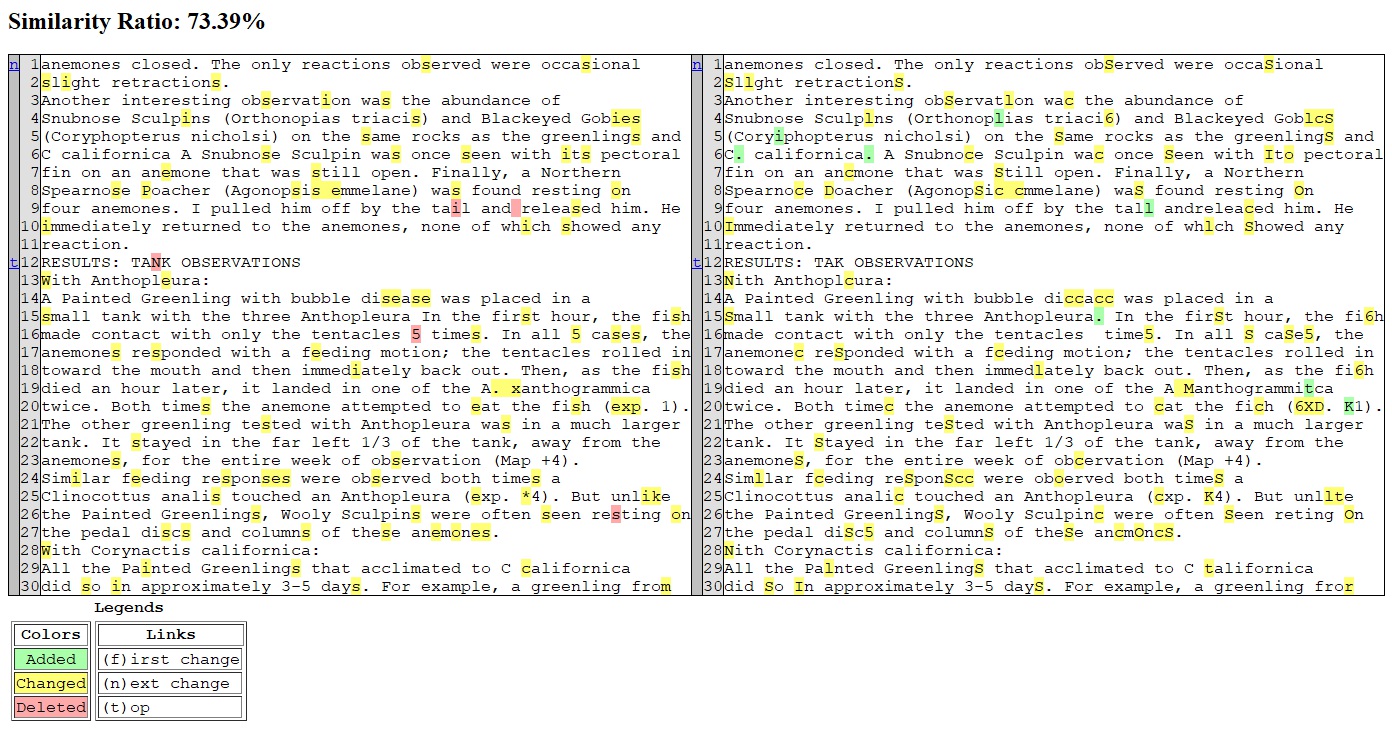 Similarity Ratio: 73.39%
n 1 anemones closed. The only reactions observed were occasional
2 slight retractions.
3 Another interesting observation was the abundance of
4 Snubnose Sculpins (Orthonopias triacis) and Blackeyed Gobies
5 (Coryphopterus nicholsi) on the same rocks as the greenlings and
6 C californica A Snubnose Sculpin was once seen with its pectoral
7 fin on an anemone that was still open. Finally, a Northern
8 Spearnose Poacher (Agonopsis emmelane) was found resting on
9 four anemones. I pulled him off by the tail and released him. He
10 immediately returned to the anemones, none of which showed any
11 reaction.
t 12 RESULTS: TANK OBSERVATIONS
13 With Anthopleura:
14 A Painted Greenling with bubble disease was placed in a
15 small tank with the three Anthopleura In the first hour, the fish
16 made contact with only the tentacles 5 times. In all 5 cases, the
17 anemones responded with a feeding motion; the tentacles rolled in
18 toward the mouth and then immediately back out. Then, as the fish
19 died an hour later, it landed in one of the A. xanthogrammica
20 twice. Both times the anemone attempted to eat the fish (exp. 1).
21 The other greenling tested with Anthopleura was in a much larger
22 tank. It stayed in the far left 1/3 of the tank, away from the
23 anemones, for the entire week of observation (Map +4).
24 Similar feeding responses were observed both times a
25 Clinocottus analis touched an Anthopleura (exp. *4). But unlike
26 the Painted Greenlings, Wooly Sculpins were often seen resting on
27 the pedal discs and columns of these anemones.
28 With Corynactis californica:
29 All the Painted Greenlings that acclimated to C californica
30 did so in approximately 3-5 days. For example, a greenling from
n 1 anemones closed. The only reactions obServed were occaSional
2 Sllght retractionS.
3 Another interesting obServatlon wac the abundance of
4 Snubnose Sculplns (Orthonoplias triaci6) and Blackeyed GoblcS
5 (Coryiphopterus nicholsi) on the Same rocks as the greenlingS and
6 C. californica. A Snubnoce Sculpin wac once Seen with Ito pectoral
7 fin on an ancmone that was Still open. Finally, a Northern
8 Spearnoce Doacher (AgonopSic cmmelane) waS found resting On
9 four anemones. I pulled him off by the tall andreleaced him. He
10 Immediately returned to the anemones, none of whlch Showed any
11 reaction.
t 12 RESULTS: TAK OBSERVATIONS
13 Nith Anthoplcura:
14 A Painted Greenling with bubble diccacc was placed in a
15 Small tank with the three Anthopleura. In the firSt hour, the fi6h
16 made contact with only the tentacles  time5. In all S caSe5, the
17 anemonec reSponded with a fceding motion; the tentacles rolled in
18 toward the mouth and then immedlately back out. Then, as the fi6h
19 died an hour later, it landed in one of the A Manthogrammitca
20 twice. Both timec the anemone attempted to cat the fich (6XD. K1).
21 The other greenling teSted with Anthopleura waS in a much larger
22 tank. It Stayed in the far left 1/3 of the tank, away from the
23 anemoneS, for the entire week of obcervation (Map +4).
24 Simllar fceding reSponScc were oboerved both timeS a
25 Clinocottus analic touched an Anthopleura (cxp. K4). But unllte
26 the Painted GreenlingS, Wooly Sculpinc were often Seen reting On
27 the pedal diSc5 and columnS of theSe ancmOncS.
28 Nith Corynactis californica:
29 All the Palnted GreenlingS that acclimated to C talifornica
30 did So In approximately 3-5 dayS. For example, a greenling fror
Legends
Colors Links
Added (f)irst change
Changed (n)ext change
Deleted (t)op